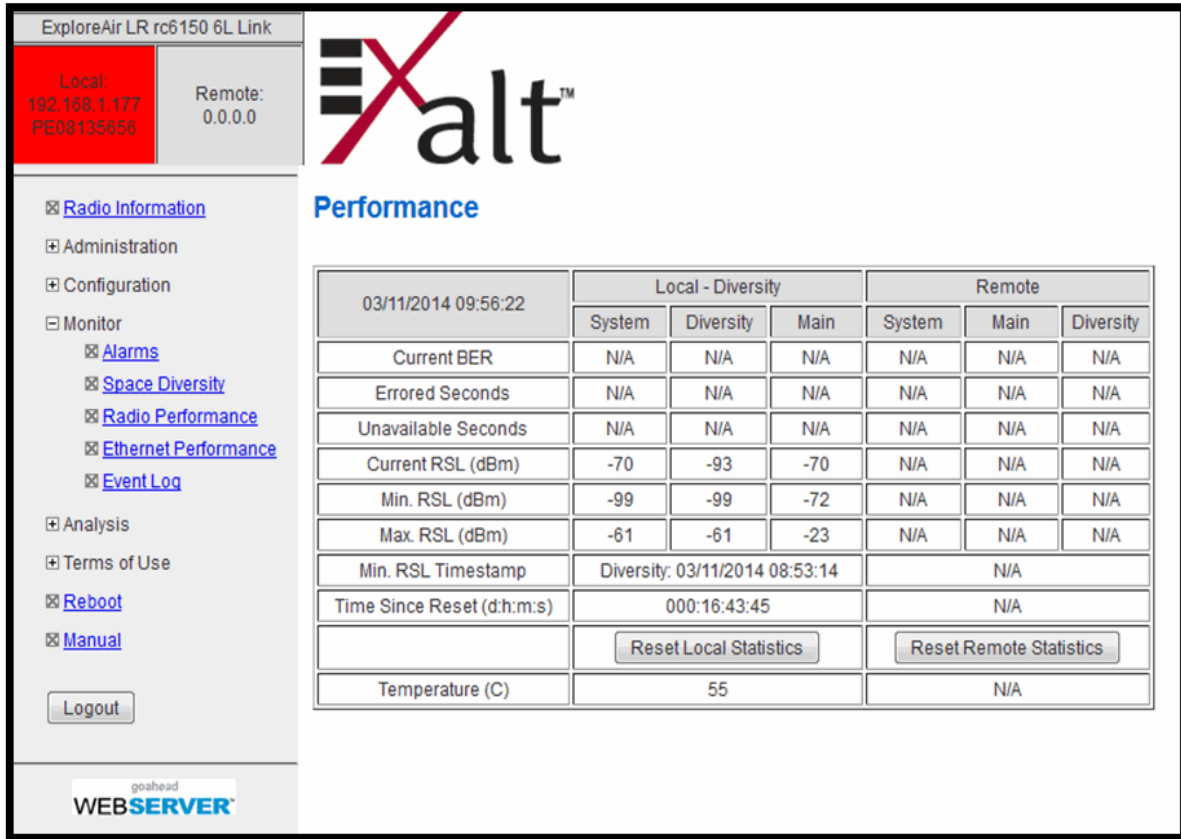 ExploreAir LR rc6150 6L Link
Local:
192.168.1.177
PE08135656
Remote:
0.0.0.0
Exalt™
Radio Information
Administration
Configuration
Monitor
Alarms
Space Diversity
Radio Performance
Ethernet Performance
Event Log
Analysis
Terms of Use
Reboot
Manual
Logout
goahead
WEBSERVER
Performance
03/11/2014 09:56:22 Local - Diversity Remote
System Diversity Main System Main Diversity
Current BER N/A N/A N/A N/A N/A N/A
Errored Seconds N/A N/A N/A N/A N/A N/A
Unavailable Seconds N/A N/A N/A N/A N/A N/A
Current RSL (dBm) -70 -93 -70 N/A N/A N/A
Min. RSL (dBm) -99 -99 -72 N/A N/A N/A
Max. RSL (dBm) -61 -61 -23 N/A N/A N/A
Min. RSL Timestamp Diversity: 03/11/2014 08:53:14 N/A
Time Since Reset (d:h:m:s) 000:16:43:45 N/A
Reset Local Statistics Reset Remote Statistics
Temperature (C) 55 N/A